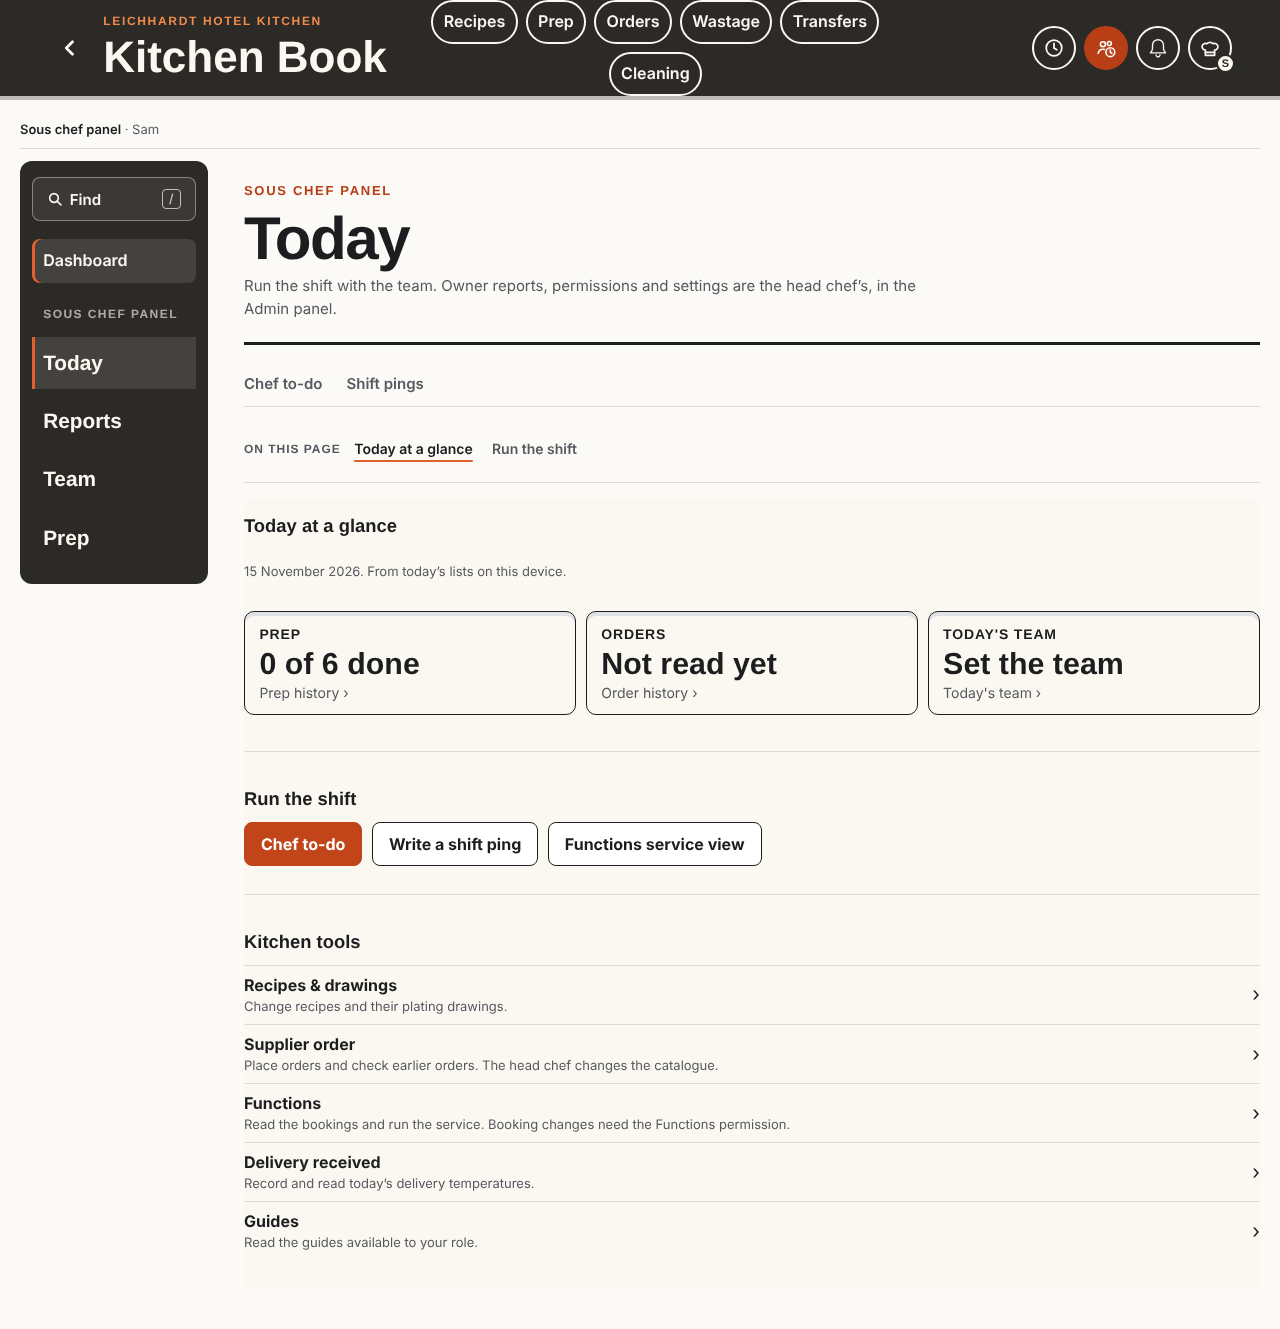 LEICHHARDT HOTEL KITCHEN
Kitchen Book
Recipes
Prep
Orders
Wastage
Transfers
Cleaning
S
Sous chef panel · Sam
Find /
Dashboard
SOUS CHEF PANEL
Today
Reports
Team
Prep
SOUS CHEF PANEL
Today
Run the shift with the team. Owner reports, permissions and settings are the head chef’s, in the
Admin panel.
Chef to-do
Shift pings
ON THIS PAGE
Today at a glance
Run the shift
Today at a glance
15 November 2026. From today’s lists on this device.
PREP
0 of 6 done
Prep history ›
ORDERS
Not read yet
Order history ›
TODAY'S TEAM
Set the team
Today's team ›
Run the shift
Chef to-do
Write a shift ping
Functions service view
Kitchen tools
Recipes & drawings
Change recipes and their plating drawings.
Supplier order
Place orders and check earlier orders. The head chef changes the catalogue.
Functions
Read the bookings and run the service. Booking changes need the Functions permission.
Delivery received
Record and read today’s delivery temperatures.
Guides
Read the guides available to your role.